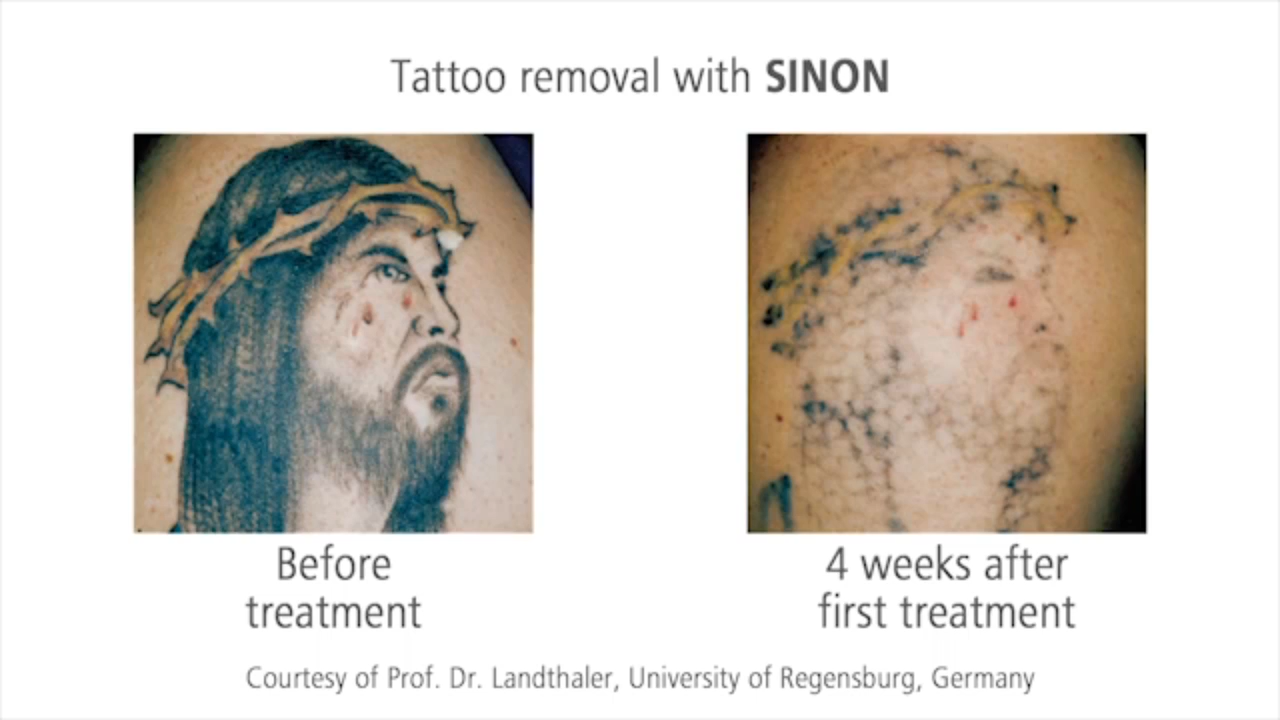 Tattoo removal with SINON
Before
treatment
4 weeks after
first treatment
Courtesy of Prof. Dr. Landthaler, University of Regensburg, Germany